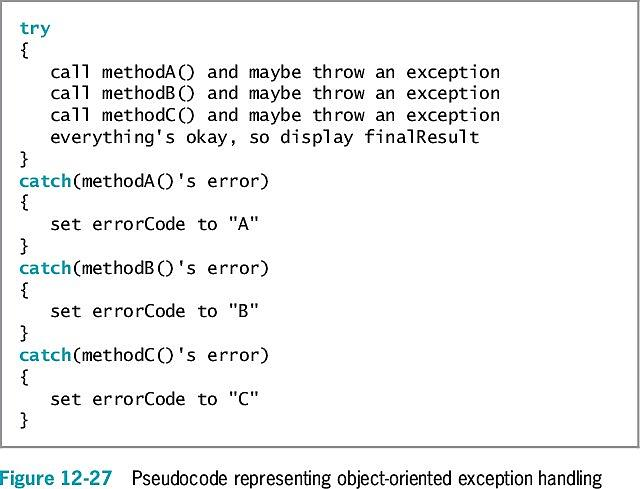 try
{
call methodA() and maybe throw an exception
call methodB() and maybe throw an exception
call methodC() and maybe throw an exception
everything's okay, so display finalResult
}
catch(methodA()'s error)
{
set errorCode to "A"
}
catch(methodB()'s error)
{
set errorCode to "B"
}
catch(methodC()'s error)
{
set errorCode to "C"
}
Figure 12-27 Pseudocode representing object-oriented exception handling